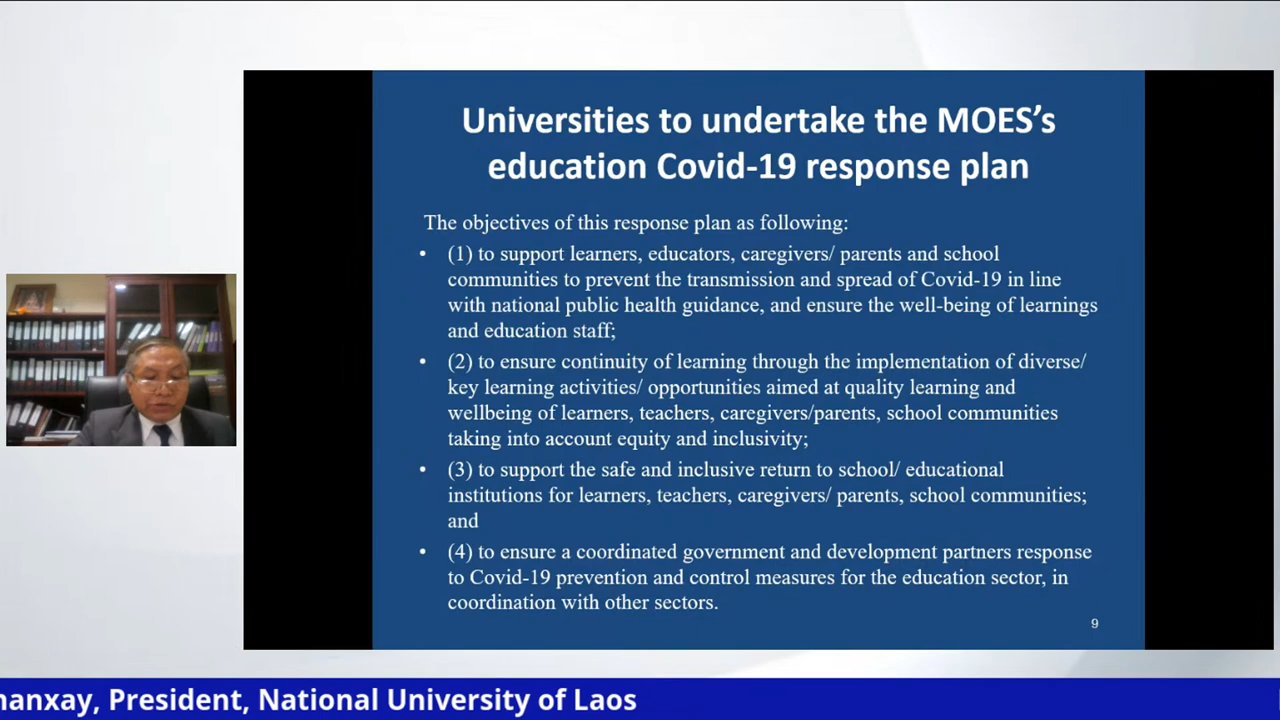 Universities to undertake the MOES’s
education Covid-19 response plan
The objectives of this response plan as following:
• (1) to support learners, educators, caregivers/ parents and school
communities to prevent the transmission and spread of Covid-19 in line
with national public health guidance, and ensure the well-being of learnings
and education staff;
• (2) to ensure continuity of learning through the implementation of diverse/
key learning activities/ opportunities aimed at quality learning and
wellbeing of learners, teachers, caregivers/parents, school communities
taking into account equity and inclusivity;
• (3) to support the safe and inclusive return to school/ educational
institutions for learners, teachers, caregivers/ parents, school communities;
and
• (4) to ensure a coordinated government and development partners response
to Covid-19 prevention and control measures for the education sector, in
coordination with other sectors.
9
President, National University of Laos